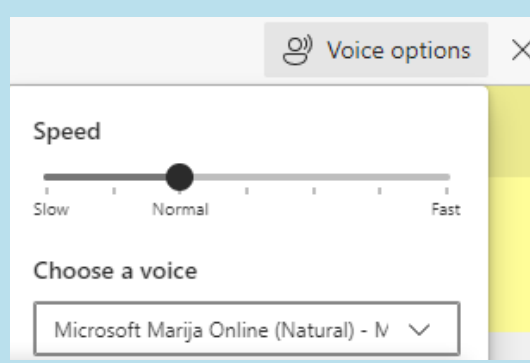 Voice options
Speed
Slow Normal Fast
Choose a voice
Microsoft Marija Online (Natural) - M